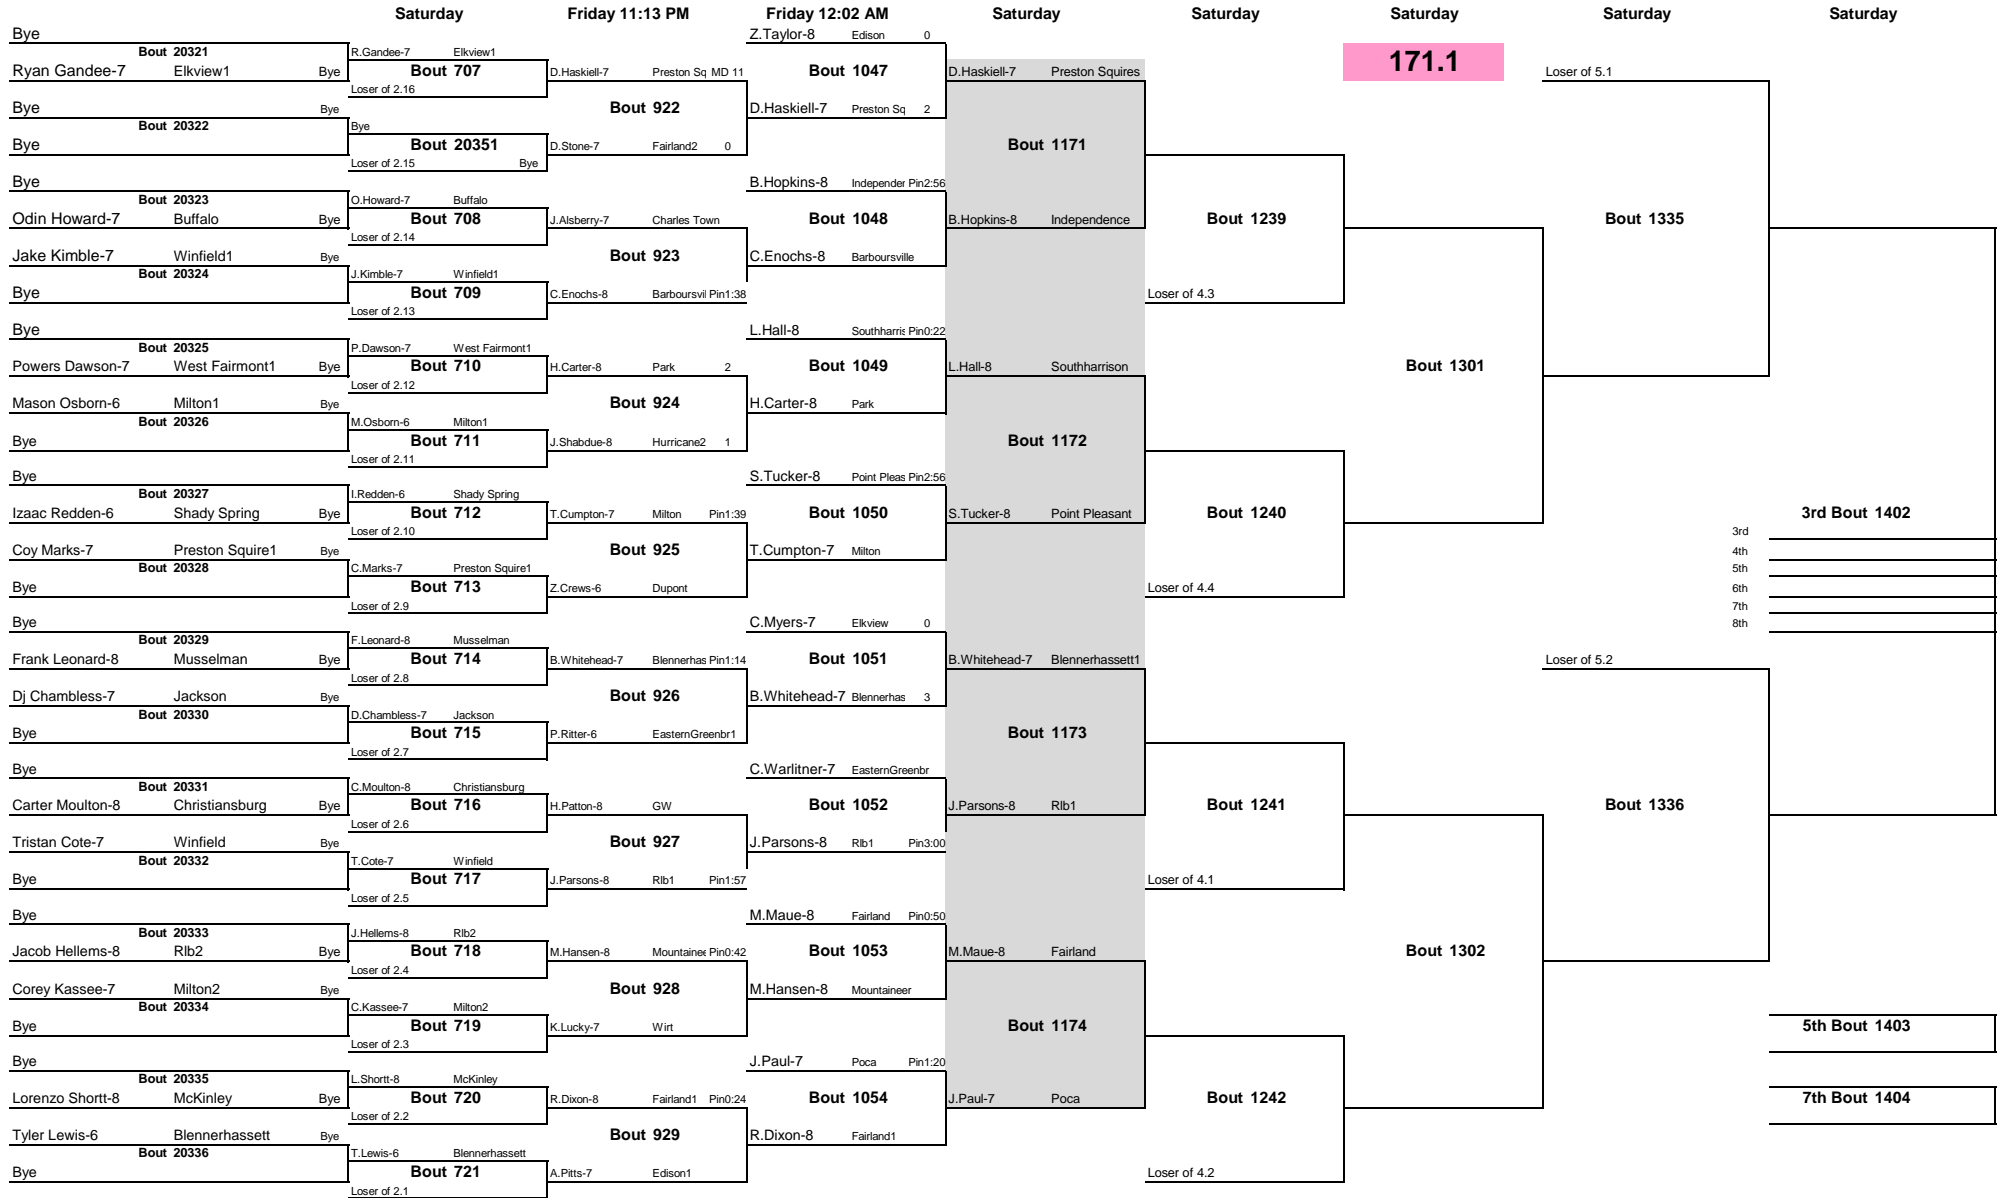 Saturday Friday 11:13 PM Friday 12:02 AM Saturday Saturday Saturday Saturday Saturday
171.1
Bye
Bout 20321
Ryan Gandee-7 Elkview1 Bye
Bye Bye
Bout 20322
Bye
Bye
Bout 20323
Odin Howard-7 Buffalo Bye
Jake Kimble-7 Winfield1 Bye
Bout 20324
Bye
Bye
Bout 20325
Powers Dawson-7 West Fairmont1 Bye
Mason Osborn-6 Milton1 Bye
Bout 20326
Bye
Bye
Bout 20327
Izaac Redden-6 Shady Spring Bye
Coy Marks-7 Preston Squire1 Bye
Bout 20328
Bye
Bye
Bout 20329
Frank Leonard-8 Musselman Bye
Dj Chambless-7 Jackson Bye
Bout 20330
Bye
Bye
Bout 20331
Carter Moulton-8 Christiansburg Bye
Tristan Cote-7 Winfield Bye
Bout 20332
Bye
Bye
Bout 20333
Jacob Hellems-8 Rlb2 Bye
Corey Kassee-7 Milton2 Bye
Bout 20334
Bye
Bye
Bout 20335
Lorenzo Shortt-8 McKinley Bye
Tyler Lewis-6 Blennerhassett Bye
Bout 20336
Bye
R.Gandee-7 Elkview1
Bout 707
Loser of 2.16
Bye
Bout 20351
Loser of 2.15 Bye
O.Howard-7 Buffalo
Bout 708
Loser of 2.14
J.Kimble-7 Winfield1
Bout 709
Loser of 2.13
P.Dawson-7 West Fairmont1
Bout 710
Loser of 2.12
M.Osborn-6 Milton1
Bout 711
Loser of 2.11
I.Redden-6 Shady Spring
Bout 712
Loser of 2.10
C.Marks-7 Preston Squire1
Bout 713
Loser of 2.9
F.Leonard-8 Musselman
Bout 714
Loser of 2.8
D.Chambless-7 Jackson
Bout 715
Loser of 2.7
C.Moulton-8 Christiansburg
Bout 716
Loser of 2.6
T.Cote-7 Winfield
Bout 717
Loser of 2.5
J.Hellems-8 Rlb2
Bout 718
Loser of 2.4
C.Kassee-7 Milton2
Bout 719
Loser of 2.3
L.Shortt-8 McKinley
Bout 720
Loser of 2.2
T.Lewis-6 Blennerhassett
Bout 721
Loser of 2.1
D.Haskiell-7 Preston Sq MD 11
Bout 922
D.Stone-7 Fairland2 0
J.Alsberry-7 Charles Town
Bout 923
C.Enochs-8 Barboursvil Pin1:38
H.Carter-8 Park 2
Bout 924
J.Shabdue-8 Hurricane2 1
T.Cumpton-7 Milton Pin1:39
Bout 925
Z.Crews-6 Dupont
B.Whitehead-7 Blennerhas Pin1:14
Bout 926
P.Ritter-6 EasternGreenbr1
H.Patton-8 GW
Bout 927
J.Parsons-8 Rlb1 Pin1:57
M.Hansen-8 Mountainee Pin0:42
Bout 928
K.Lucky-7 Wirt
R.Dixon-8 Fairland1 Pin0:24
Bout 929
A.Pitts-7 Edison1
Z.Taylor-8 Edison 0
Bout 1047
D.Haskiell-7 Preston Sq 2
B.Hopkins-8 Independer Pin2:56
Bout 1048
C.Enochs-8 Barboursville
L.Hall-8 Southharris Pin0:22
Bout 1049
H.Carter-8 Park
S.Tucker-8 Point Pleas Pin2:56
Bout 1050
T.Cumpton-7 Milton
C.Myers-7 Elkview 0
Bout 1051
B.Whitehead-7 Blennerhas 3
C.Warlitner-7 EasternGreenbr
Bout 1052
J.Parsons-8 Rlb1 Pin3:00
M.Maue-8 Fairland Pin0:50
Bout 1053
M.Hansen-8 Mountaineer
J.Paul-7 Poca Pin1:20
Bout 1054
R.Dixon-8 Fairland1
D.Haskiell-7 Preston Squires
Bout 1171
B.Hopkins-8 Independence
L.Hall-8 Southharrison
Bout 1172
S.Tucker-8 Point Pleasant
B.Whitehead-7 Blennerhassett1
Bout 1173
J.Parsons-8 Rlb1
M.Maue-8 Fairland
Bout 1174
J.Paul-7 Poca
Bout 1239
Loser of 4.3
Bout 1240
Loser of 4.4
Bout 1241
Loser of 4.1
Bout 1242
Loser of 4.2
Bout 1301
Bout 1302
Loser of 5.1
Bout 1335
Loser of 5.2
Bout 1336
3rd Bout 1402
3rd
4th
5th
6th
7th
8th
5th Bout 1403
7th Bout 1404